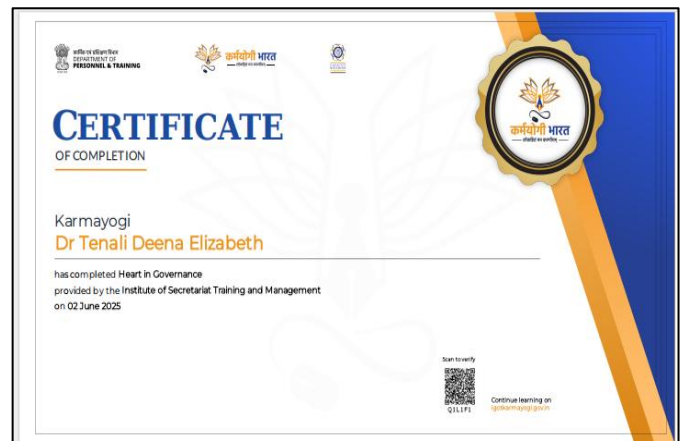 कार्मिक एवं प्रशिक्षण विभाग
DEPARTMENT OF
PERSONNEL & TRAINING
कर्मयोगी भारत
CERTIFICATE
OF COMPLETION
कर्मयोगी भारत
Karmayogi
Dr Tenali Deena Elizabeth
has completed Heart in Governance
provided by the Institute of Secretariat Training and Management
on 02 June 2025
Scan to verify
Q1L1F1
Continue learning on
igotkarmayogi.gov.in